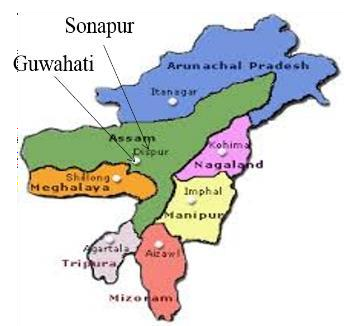 Sonapur
Guwahati
Arunachal Pradesh
Itanagar
Assam
Dispur
Kohima
Nagaland
Shillong
Meghalaya
Imphal
Manipur
Agartala
Tripura
Aizawl
Mizoram